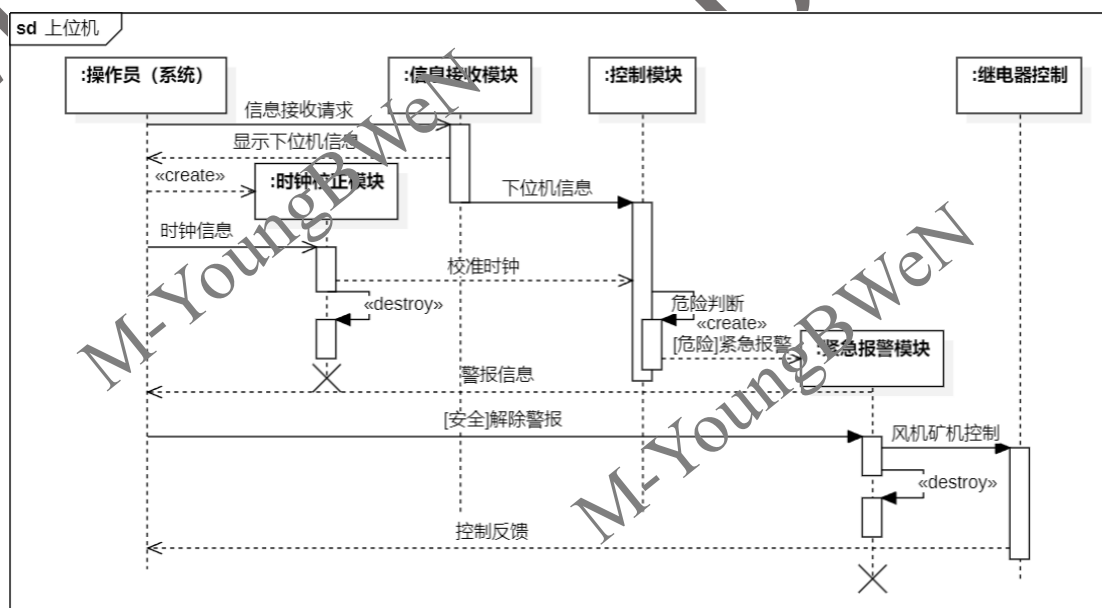 sd 上位机
:操作员（系统）
:信息接收模块
:控制模块
:继电器控制
信息接收请求
显示下位机信息
«create»
:时钟校正模块
下位机信息
时钟信息
校准时钟
«destroy»
危险判断
«create»
[危险]紧急报警
:紧急报警模块
警报信息
[安全]解除警报
风机矿机控制
«destroy»
控制反馈
M-YoungBWeN
M-YoungBWeN